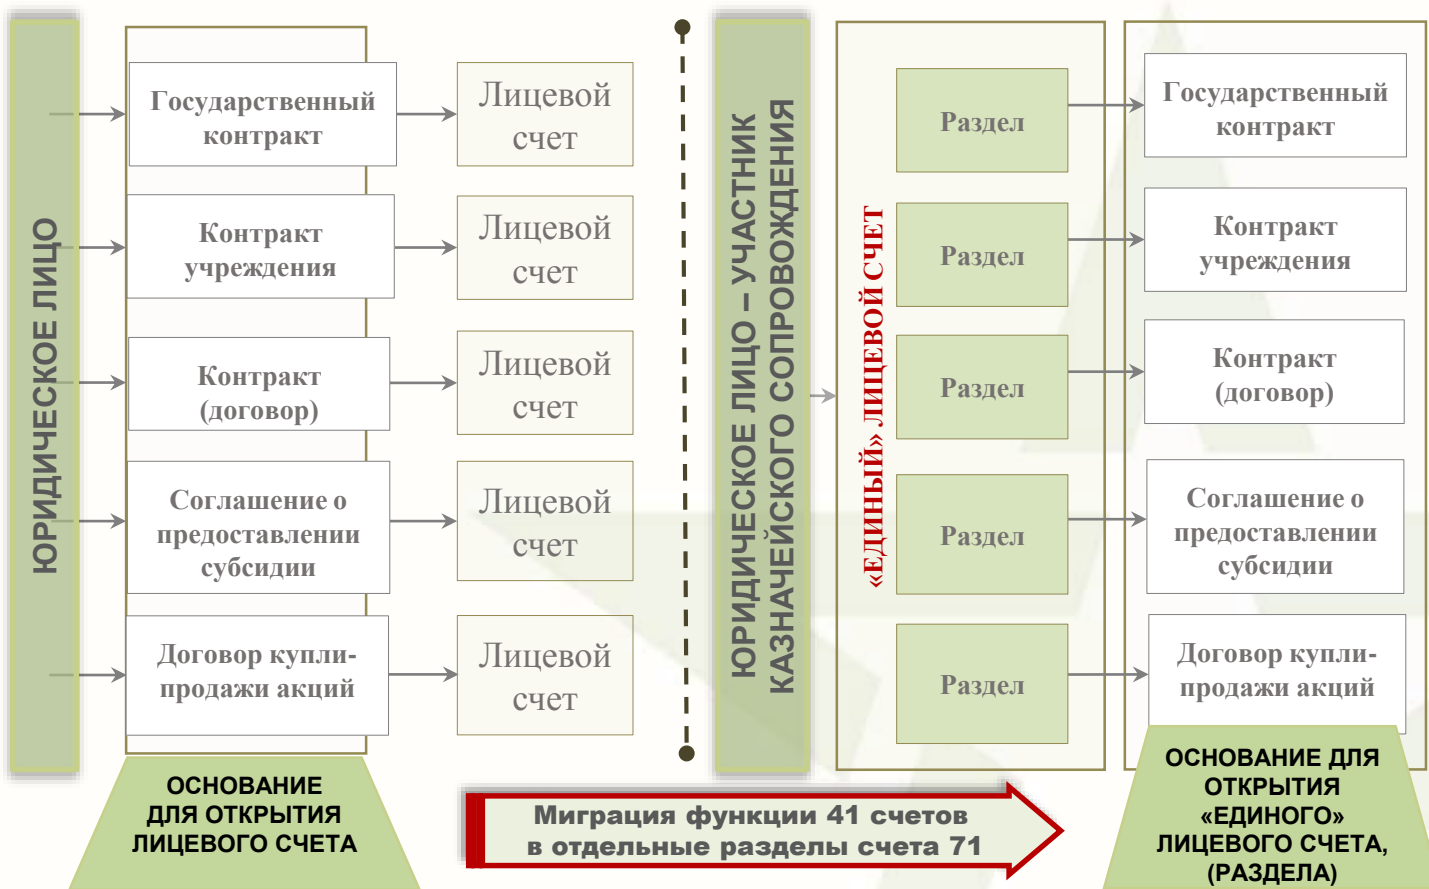 ЮРИДИЧЕСКОЕ ЛИЦО
Государственный
контракт
Лицевой
счет
Контракт
учреждения
Лицевой
счет
Контракт
(договор)
Лицевой
счет
Соглашение о
предоставлении
субсидии
Лицевой
счет
Договор купли-
продажи акций
Лицевой
счет
ОСНОВАНИЕ
ДЛЯ ОТКРЫТИЯ
ЛИЦЕВОГО СЧЕТА
ЮРИДИЧЕСКОЕ ЛИЦО – УЧАСТНИК
КАЗНАЧЕЙСКОГО СОПРОВОЖДЕНИЯ
«ЕДИНЫЙ» ЛИЦЕВОЙ СЧЕТ
Раздел
Государственный
контракт
Раздел
Контракт
учреждения
Раздел
Контракт
(договор)
Раздел
Соглашение о
предоставлении
субсидии
Раздел
Договор купли-
продажи акций
ОСНОВАНИЕ ДЛЯ
ОТКРЫТИЯ
«ЕДИНОГО»
ЛИЦЕВОГО СЧЕТА,
(РАЗДЕЛА)
Миграция функции 41 счетов
в отдельные разделы счета 71